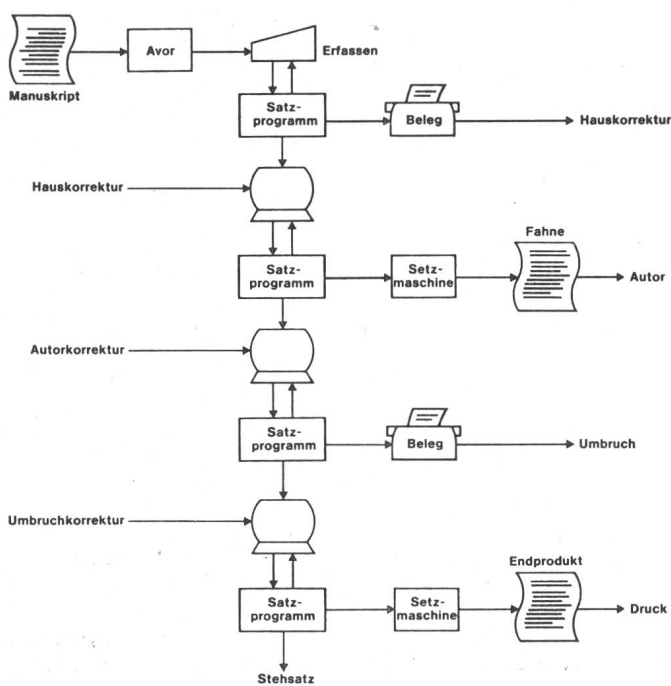 Manuskript
Avor
Erfassen
Satz-
programm
Beleg
Hauskorrektur
Hauskorrektur
Satz-
programm
Setz-
maschine
Fahne
Autor
Autorkorrektur
Satz-
programm
Beleg
Umbruch
Umbruchkorrektur
Satz-
programm
Setz-
maschine
Endprodukt
Druck
Stehsatz